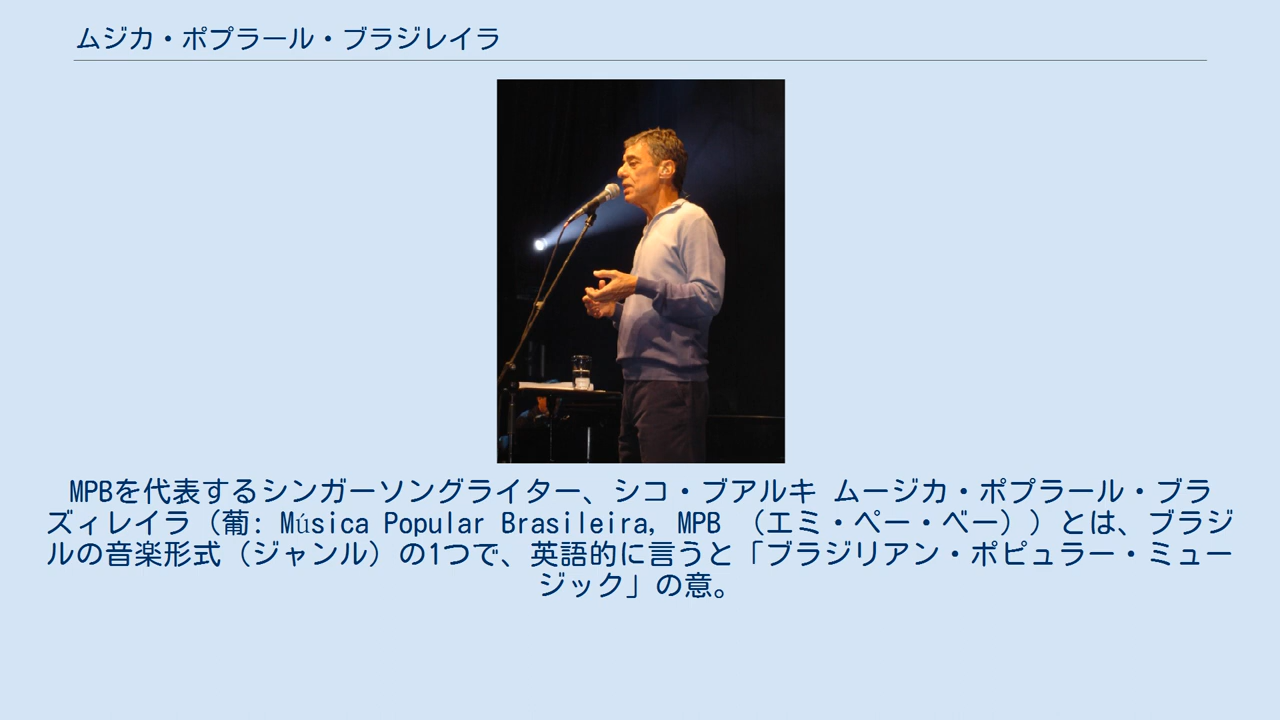 ムジカ・ポプラール・ブラジレイラ
MPBを代表するシンガーソングライター、シコ・ブアルキ ムージカ・ポプラール・ブラ
ズィレイラ（葡: Música Popular Brasileira, MPB （エミ・ペー・ベー））とは、ブラジ
ルの音楽形式（ジャンル）の1つで、英語的に言うと「ブラジリアン・ポピュラー・ミュー
ジック」の意。